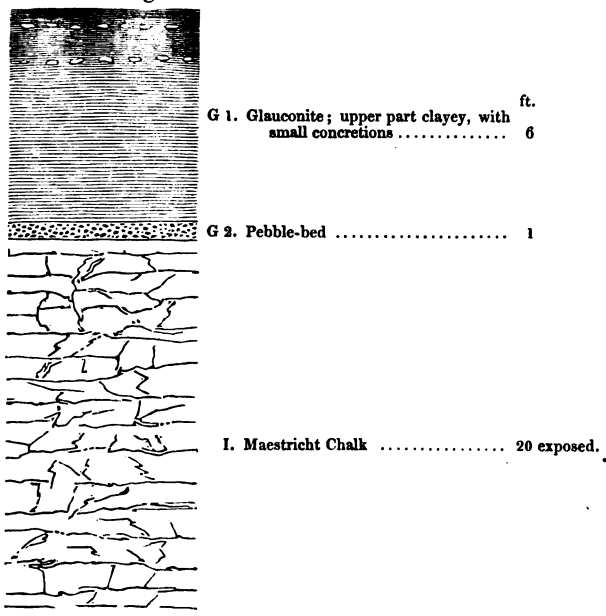 ft.
G 1. Glauconite; upper part clayey, with
small concretions .............. 6
G 2. Pebble-bed ...................... 1
I. Maestricht Chalk ................ 20 exposed.